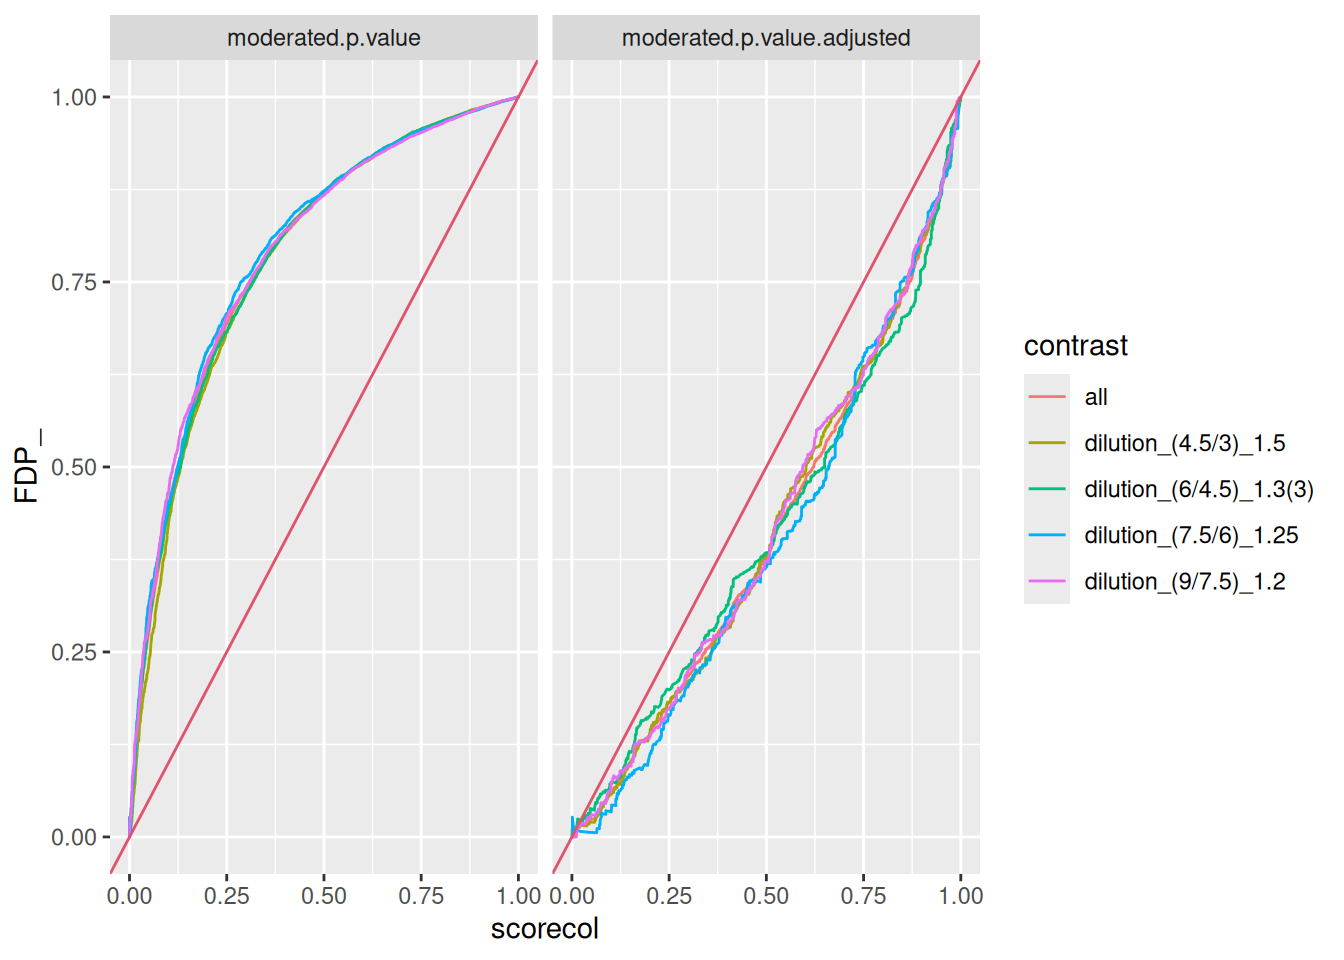 moderated.p.value
moderated.p.value.adjusted
1.00
0.75
0.50
0.25
0.00
FDP_
0.00 0.25 0.50 0.75 1.00
0.00 0.25 0.50 0.75 1.00
scorecol
contrast
all
dilution_(4.5/3)_1.5
dilution_(6/4.5)_1.3(3)
dilution_(7.5/6)_1.25
dilution_(9/7.5)_1.2